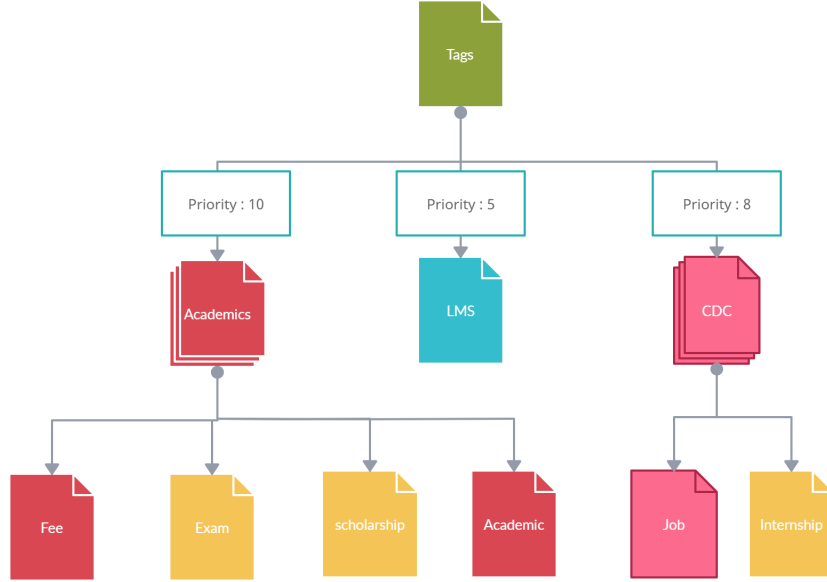 Tags
Priority : 10
Priority : 5
Priority : 8
Academics
LMS
CDC
Fee
Exam
scholarship
Academic
Job
Internship